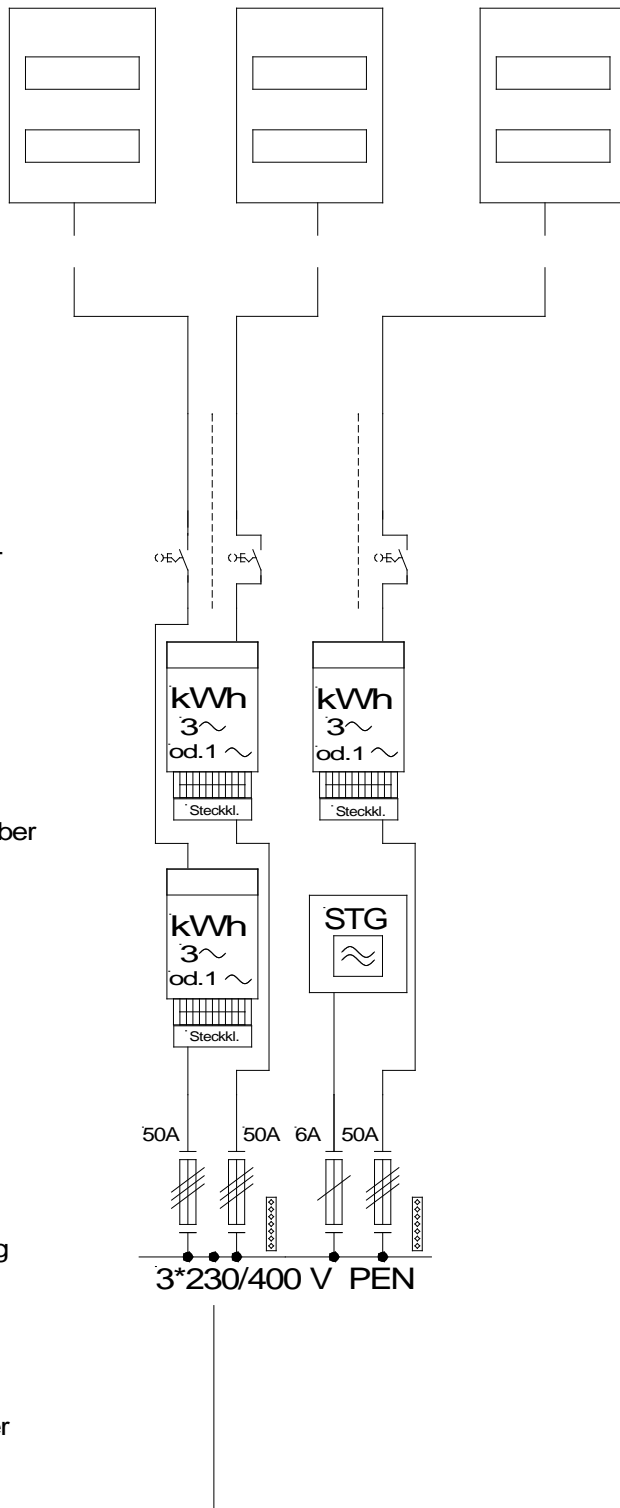 kWh
3
od.1
Steckkl.
kWh
3
od.1
Steckkl.
ber
kWh
3
od.1
Steckkl.
STG
50A 50A 6A 50A
g
3*230/400 V PEN
er